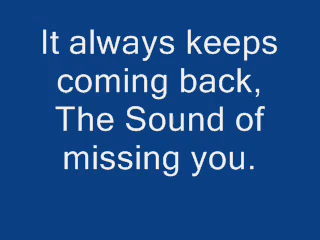 It always keeps
coming back,
The Sound of
missing you.